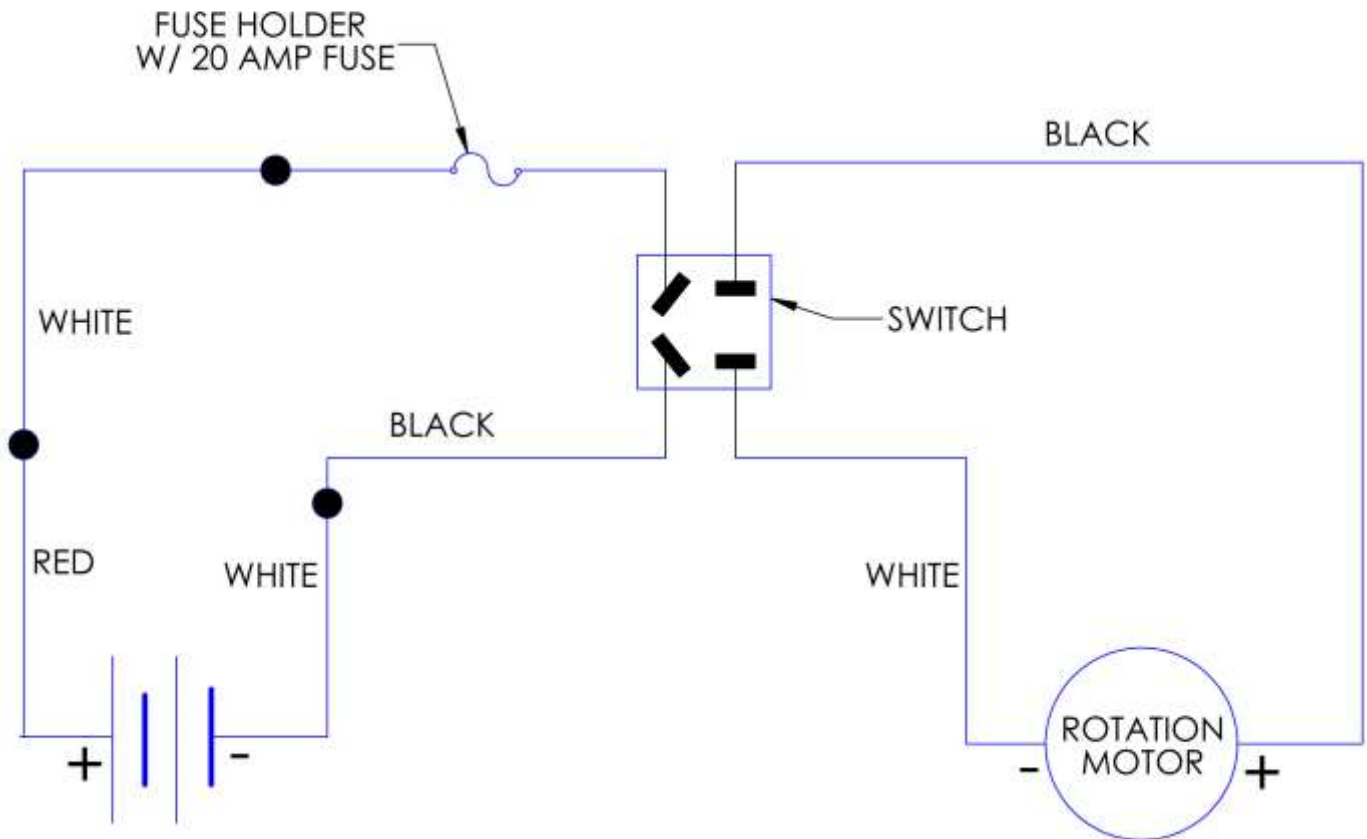 FUSE HOLDER
W/ 20 AMP FUSE
BLACK
WHITE
SWITCH
BLACK
RED
WHITE
WHITE
ROTATION
MOTOR
+
-
-
+